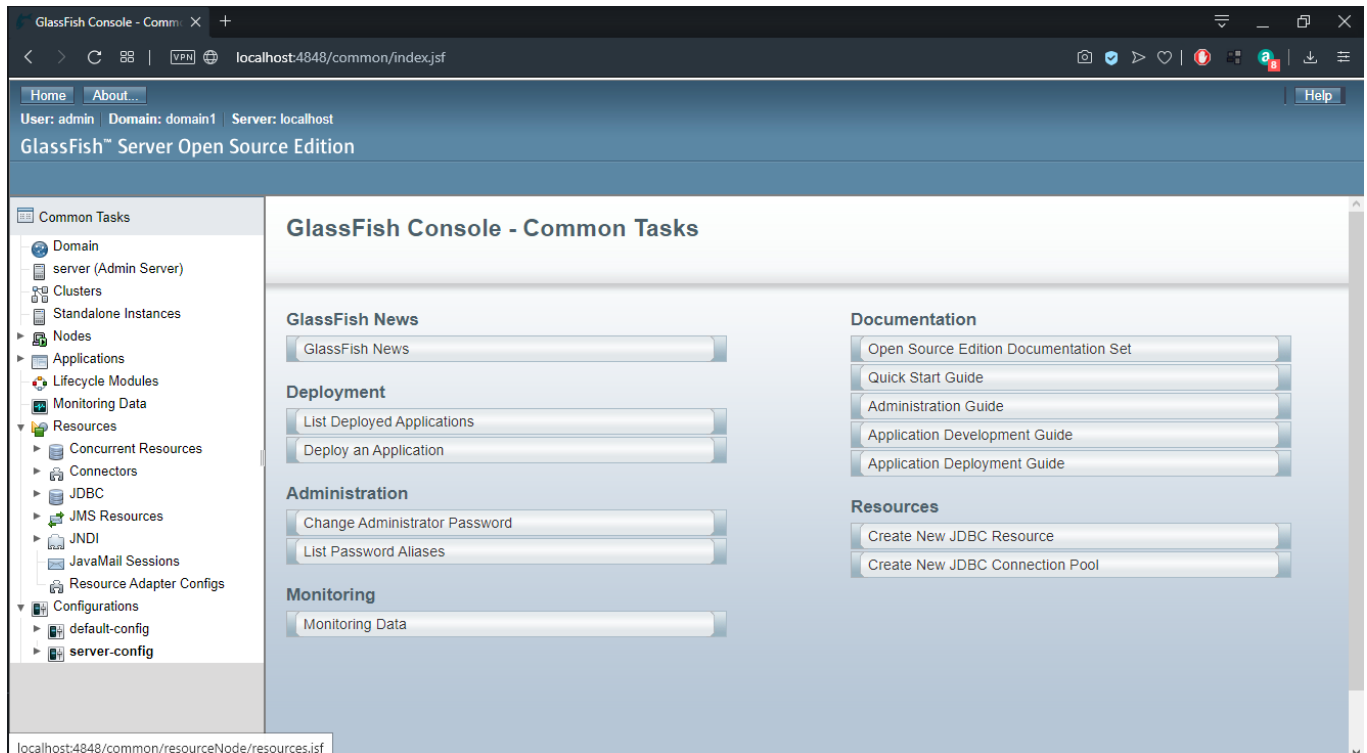 GlassFish Console - Comm
localhost:4848/common/index.jsf
VPN
a
8
Home About... Help
User: admin Domain: domain1 Server: localhost
GlassFish™ Server Open Source Edition
Common Tasks
Domain
server (Admin Server)
Clusters
Standalone Instances
Nodes
Applications
Lifecycle Modules
Monitoring Data
Resources
Concurrent Resources
Connectors
JDBC
JMS Resources
JNDI
JavaMail Sessions
Resource Adapter Configs
Configurations
default-config
server-config
GlassFish Console - Common Tasks
GlassFish News
GlassFish News
Deployment
List Deployed Applications
Deploy an Application
Administration
Change Administrator Password
List Password Aliases
Monitoring
Monitoring Data
Documentation
Open Source Edition Documentation Set
Quick Start Guide
Administration Guide
Application Development Guide
Application Deployment Guide
Resources
Create New JDBC Resource
Create New JDBC Connection Pool
localhost:4848/common/resourceNode/resources.jsf